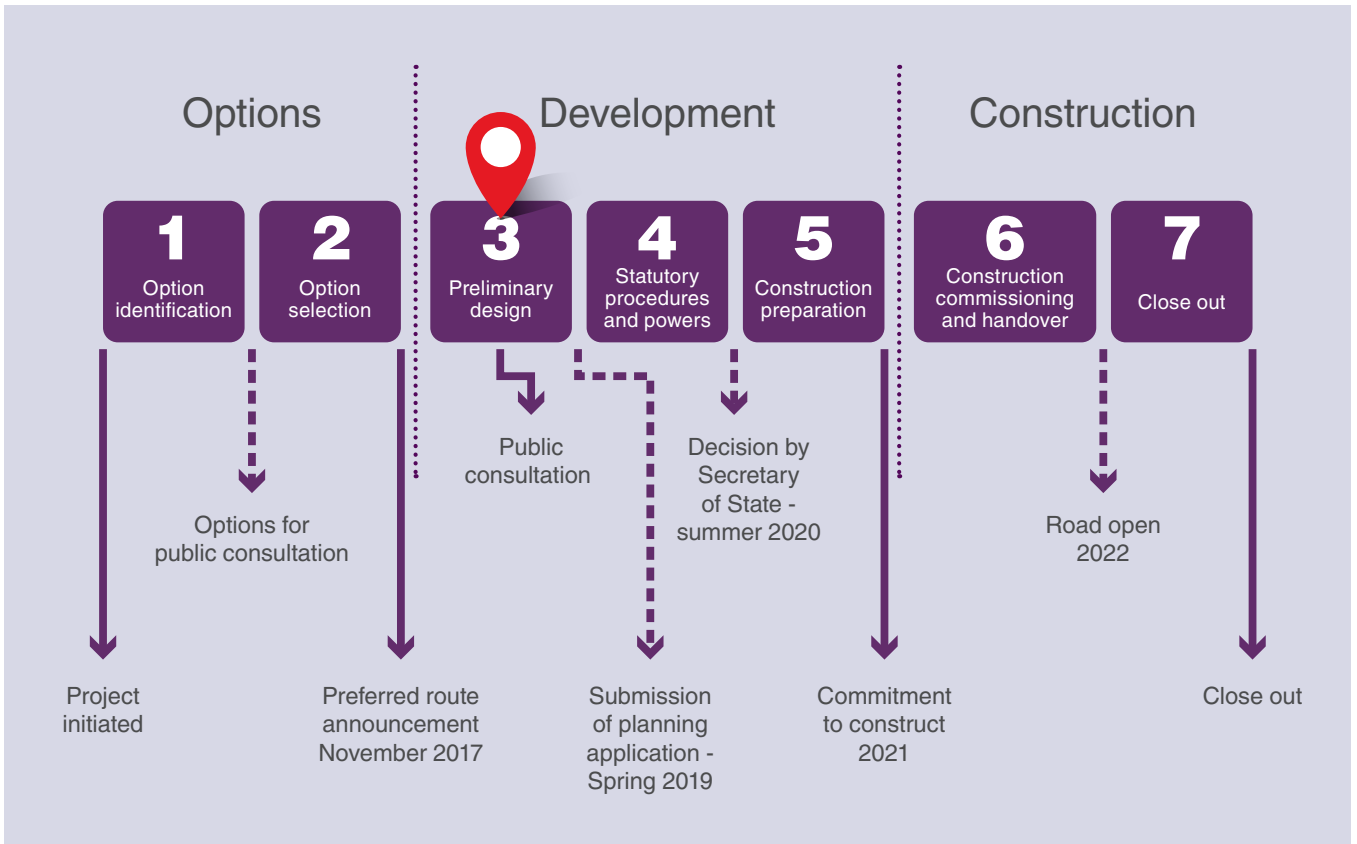 Options
Development
Construction
1
Option
identification
2
Option
selection
3
Preliminary
design
4
Statutory
procedures
and powers
5
Construction
preparation
6
Construction
commissioning
and handover
7
Close out
Public
consultation
Decision by
Secretary
of State -
summer 2020
Options for
public consultation
Road open
2022
Project
initiated
Preferred route
announcement
November 2017
Submission
of planning
application -
Spring 2019
Commitment
to construct
2021
Close out